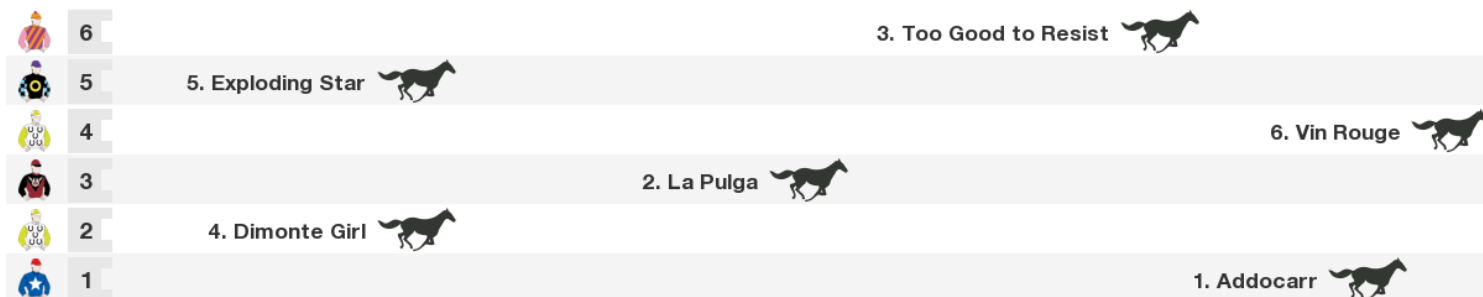 6 3. Too Good to Resist
5 5. Exploding Star
4 6. Vin Rouge
3 2. La Pulga
2 4. Dimonte Girl
1 1. Addocarr